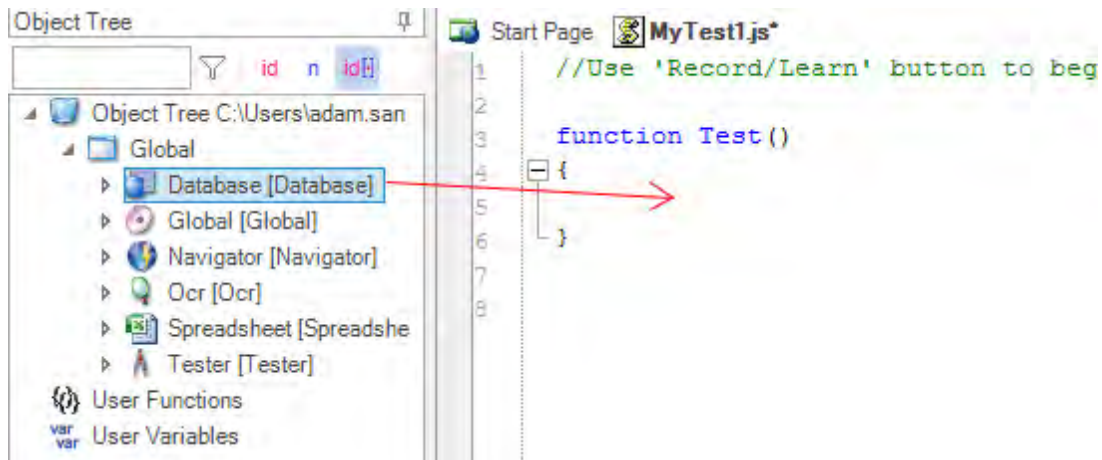 Object Tree
Start Page MyTest1.js*
id n id[-]
1 //Use 'Record/Learn' button to beg
Object Tree C:\Users\adam.san
2
Global
3 function Test()
Database [Database]
4 {
Global [Global]
5
Navigator [Navigator]
6 }
Ocr [Ocr]
7
Spreadsheet [Spreadshe
8
Tester [Tester]
{()} User Functions
var var User Variables